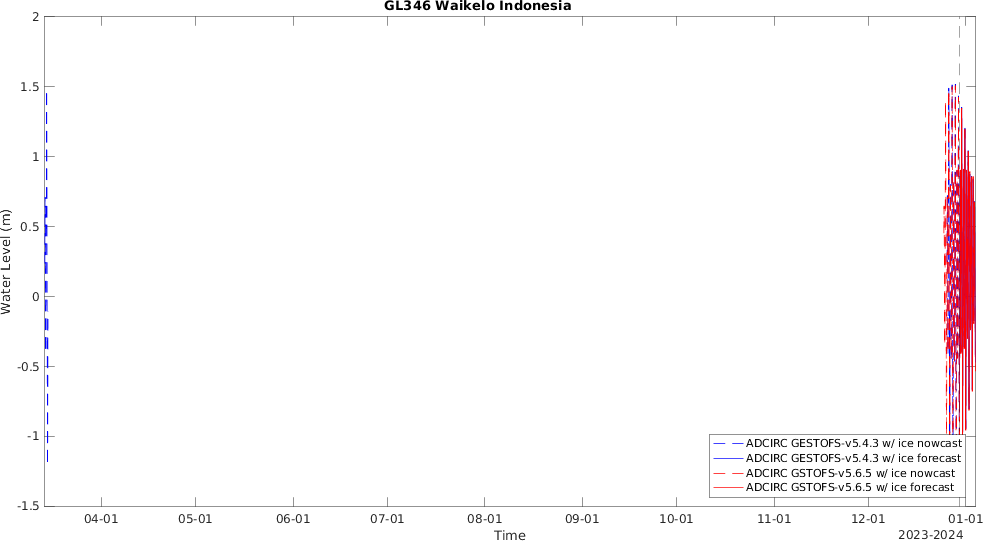 GL346 Waikelo Indonesia
2
1.5
1
0.5
0
-0.5
-1
-1.5
Water Level (m)
ADCIRC GESTOFS-v5.4.3 w/ ice nowcast
ADCIRC GESTOFS-v5.4.3 w/ ice forecast
ADCIRC GSTOFS-v5.6.5 w/ ice nowcast
ADCIRC GSTOFS-v5.6.5 w/ ice forecast
04-01 05-01 06-01 07-01 08-01 09-01 10-01 11-01 12-01 01-01
Time
2023-2024